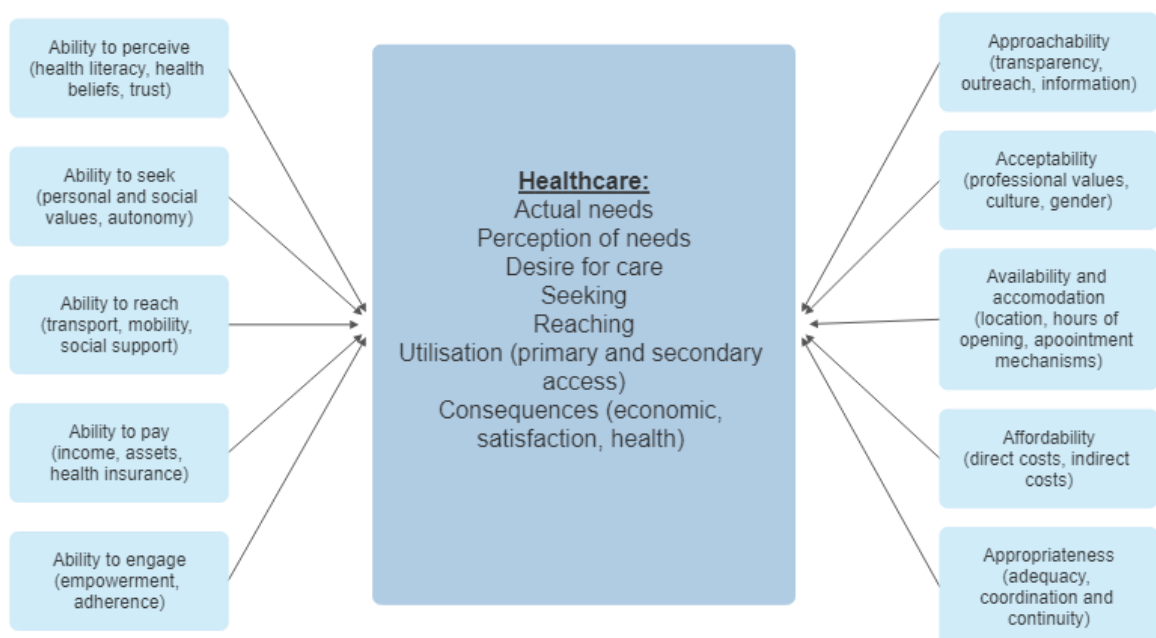 Ability to perceive
(health literacy, health
beliefs, trust)
Ability to seek
(personal and social
values, autonomy)
Ability to reach
(transport, mobility,
social support)
Ability to pay
(income, assets,
health insurance)
Ability to engage
(empowerment,
adherence)
Healthcare:
Actual needs
Perception of needs
Desire for care
Seeking
Reaching
Utilisation (primary and secondary
access)
Consequences (economic,
satisfaction, health)
Approachability
(transparency,
outreach, information)
Acceptability
(professional values,
culture, gender)
Availability and
accomodation
(location, hours of
opening, apoointment
mechanisms)
Affordability
(direct costs, indirect
costs)
Appropriateness
(adequacy,
coordination and
continuity)